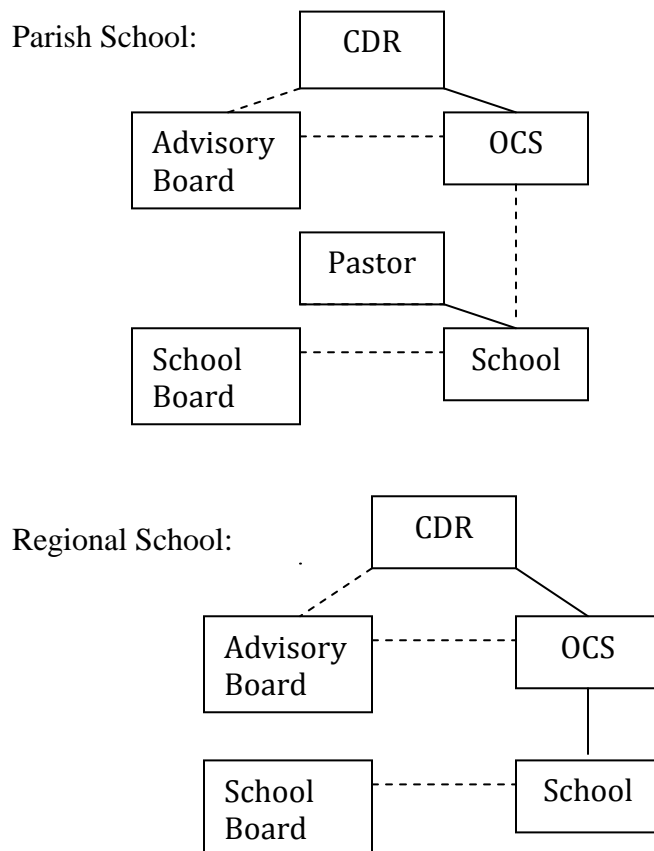 Parish School:
CDR
Advisory
Board
OCS
Pastor
School
Board
School
Regional School:
CDR
Advisory
Board
OCS
School
Board
School